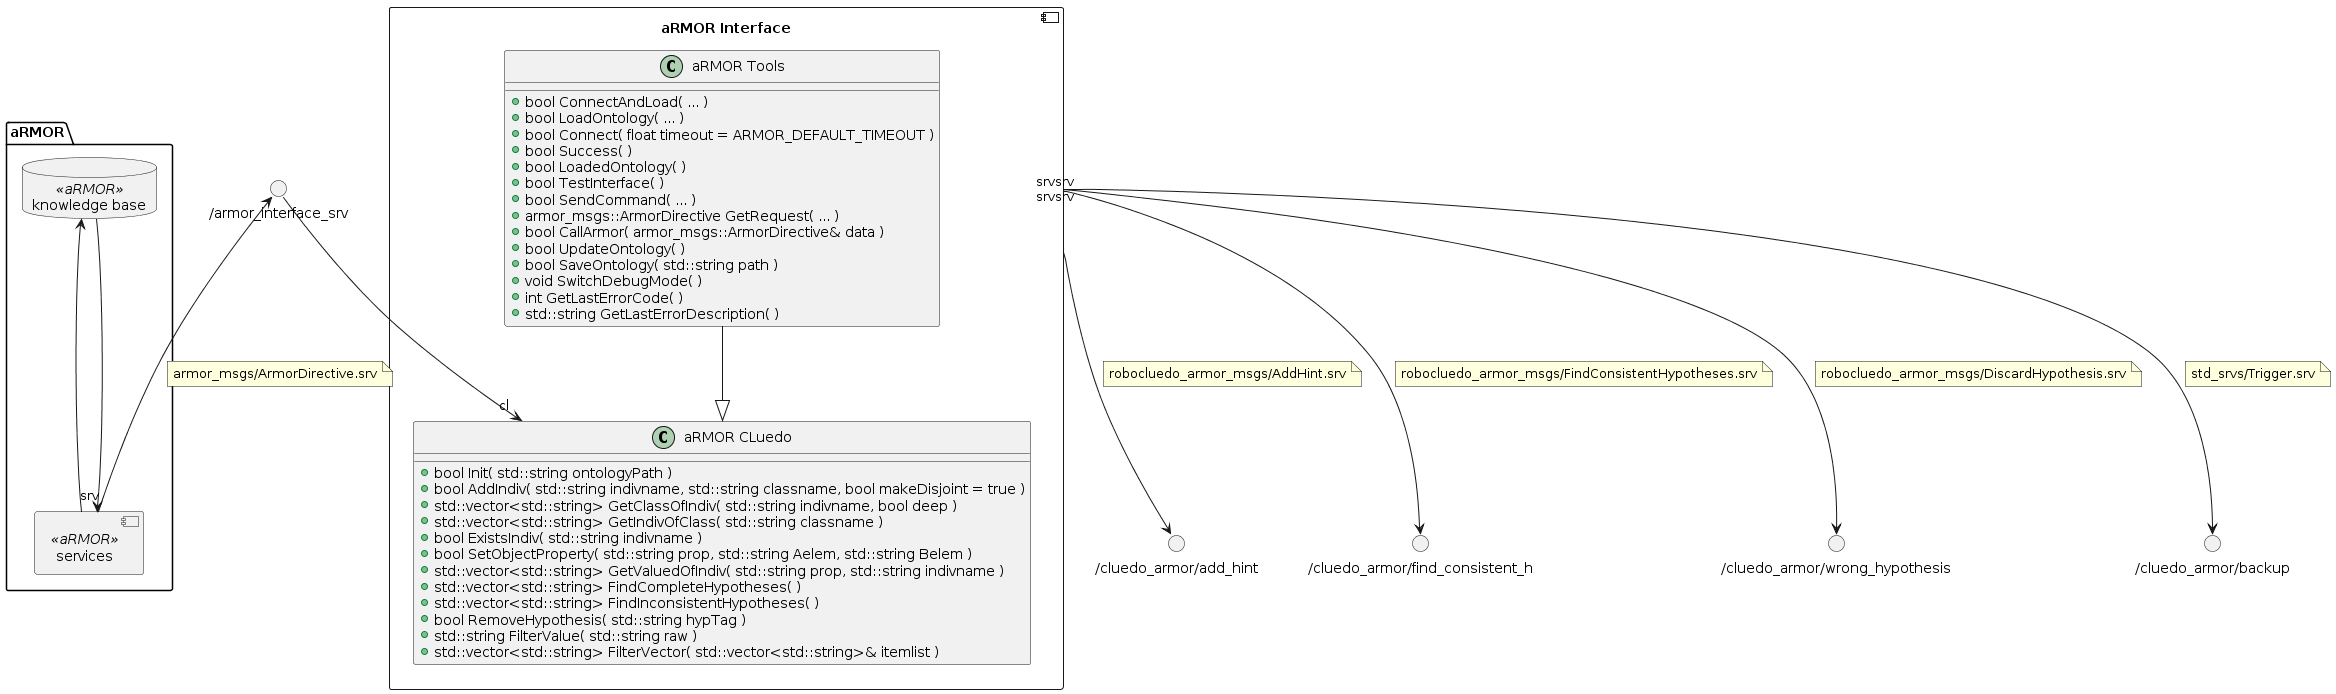 aRMOR
«aRMOR»
knowledge base
srv
«aRMOR»
services
/armor_interface_srv
armor_msgs/ArmorDirective.srv
aRMOR Interface
C aRMOR Tools
bool ConnectAndLoad( ... )
bool LoadOntology( ... )
bool Connect( float timeout = ARMOR_DEFAULT_TIMEOUT )
bool Success( )
bool LoadedOntology( )
bool TestInterface( )
bool SendCommand( ... )
armor_msgs::ArmorDirective GetRequest( ... )
bool CallArmor( armor_msgs::ArmorDirective& data )
bool UpdateOntology( )
bool SaveOntology( std::string path )
void SwitchDebugMode( )
int GetLastErrorCode( )
std::string GetLastErrorDescription( )
cl
C aRMOR CLuedo
bool Init( std::string ontologyPath )
bool AddIndiv( std::string indivname, std::string classname, bool makeDisjoint = true )
std::vector<std::string> GetClassOfIndiv( std::string indivname, bool deep )
std::vector<std::string> GetIndivOfClass( std::string classname )
bool ExistsIndiv( std::string indivname )
bool SetObjectProperty( std::string prop, std::string Aelem, std::string Belem )
std::vector<std::string> GetValuedOfIndiv( std::string prop, std::string indivname )
std::vector<std::string> FindCompleteHypotheses( )
std::vector<std::string> FindInconsistentHypotheses( )
bool RemoveHypothesis( std::string hypTag )
std::string FilterValue( std::string raw )
std::vector<std::string> FilterVector( std::vector<std::string>& itemlist )
srvsrv
srvsrv
robocluedo_armor_msgs/AddHint.srv
robocluedo_armor_msgs/FindConsistentHypotheses.srv
robocluedo_armor_msgs/DiscardHypothesis.srv
std_srvs/Trigger.srv
/cluedo_armor/add_hint
/cluedo_armor/find_consistent_h
/cluedo_armor/wrong_hypothesis
/cluedo_armor/backup